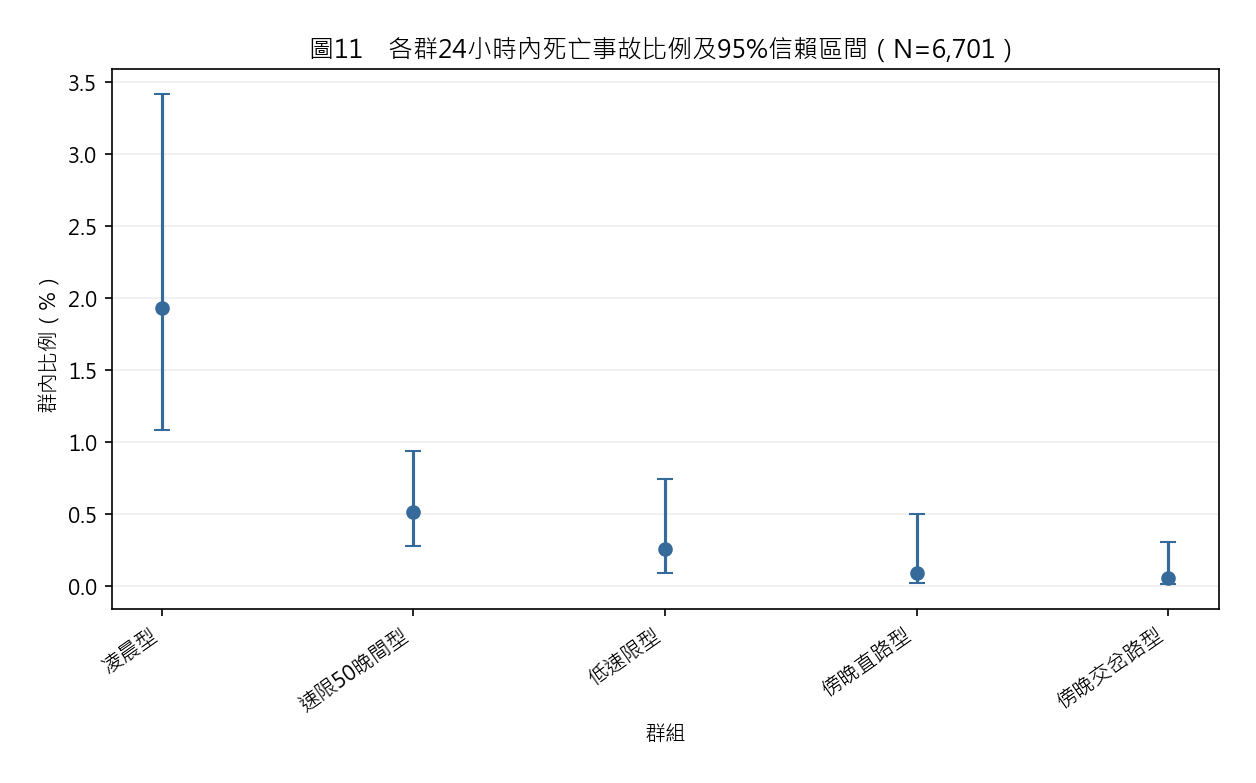 圖11　各群24小時內死亡事故比例及95%信賴區間（N=6,701）
群內比例（%）
3.5
3.0
2.5
2.0
1.5
1.0
0.5
0.0
凌晨型
速限50晚間型
低速限型
傍晚直路型
傍晚交岔路型
群組